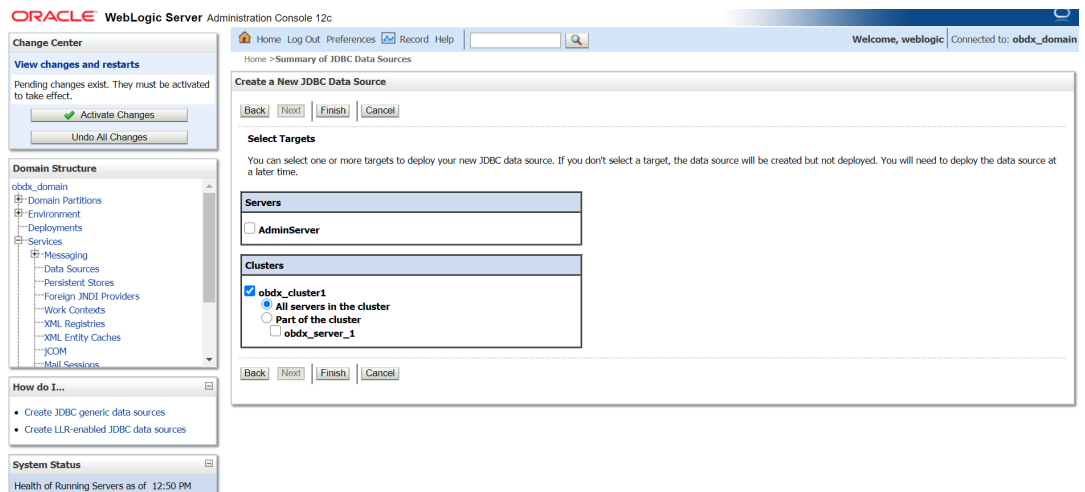 ORACLE WebLogic Server Administration Console 12c
Change Center
View changes and restarts
Pending changes exist. They must be activated
to take effect.
Activate Changes
Undo All Changes
Domain Structure
obdx_domain
Domain Partitions
Environment
Deployments
Services
Messaging
Data Sources
Persistent Stores
Foreign JNDI Providers
Work Contexts
XML Registries
XML Entity Caches
jCOM
Mail Sessions
How do I...
Create JDBC generic data sources
Create LLR-enabled JDBC data sources
System Status
Health of Running Servers as of 12:50 PM
Home Log Out Preferences Record Help
Welcome, weblogic Connected to: obdx_domain
Home >Summary of JDBC Data Sources
Create a New JDBC Data Source
Back Next Finish Cancel
Select Targets
You can select one or more targets to deploy your new JDBC data source. If you don't select a target, the data source will be created but not deployed. You will need to deploy the data source at
a later time.
Servers
AdminServer
Clusters
obdx_cluster1
All servers in the cluster
Part of the cluster
obdx_server_1
Back Next Finish Cancel